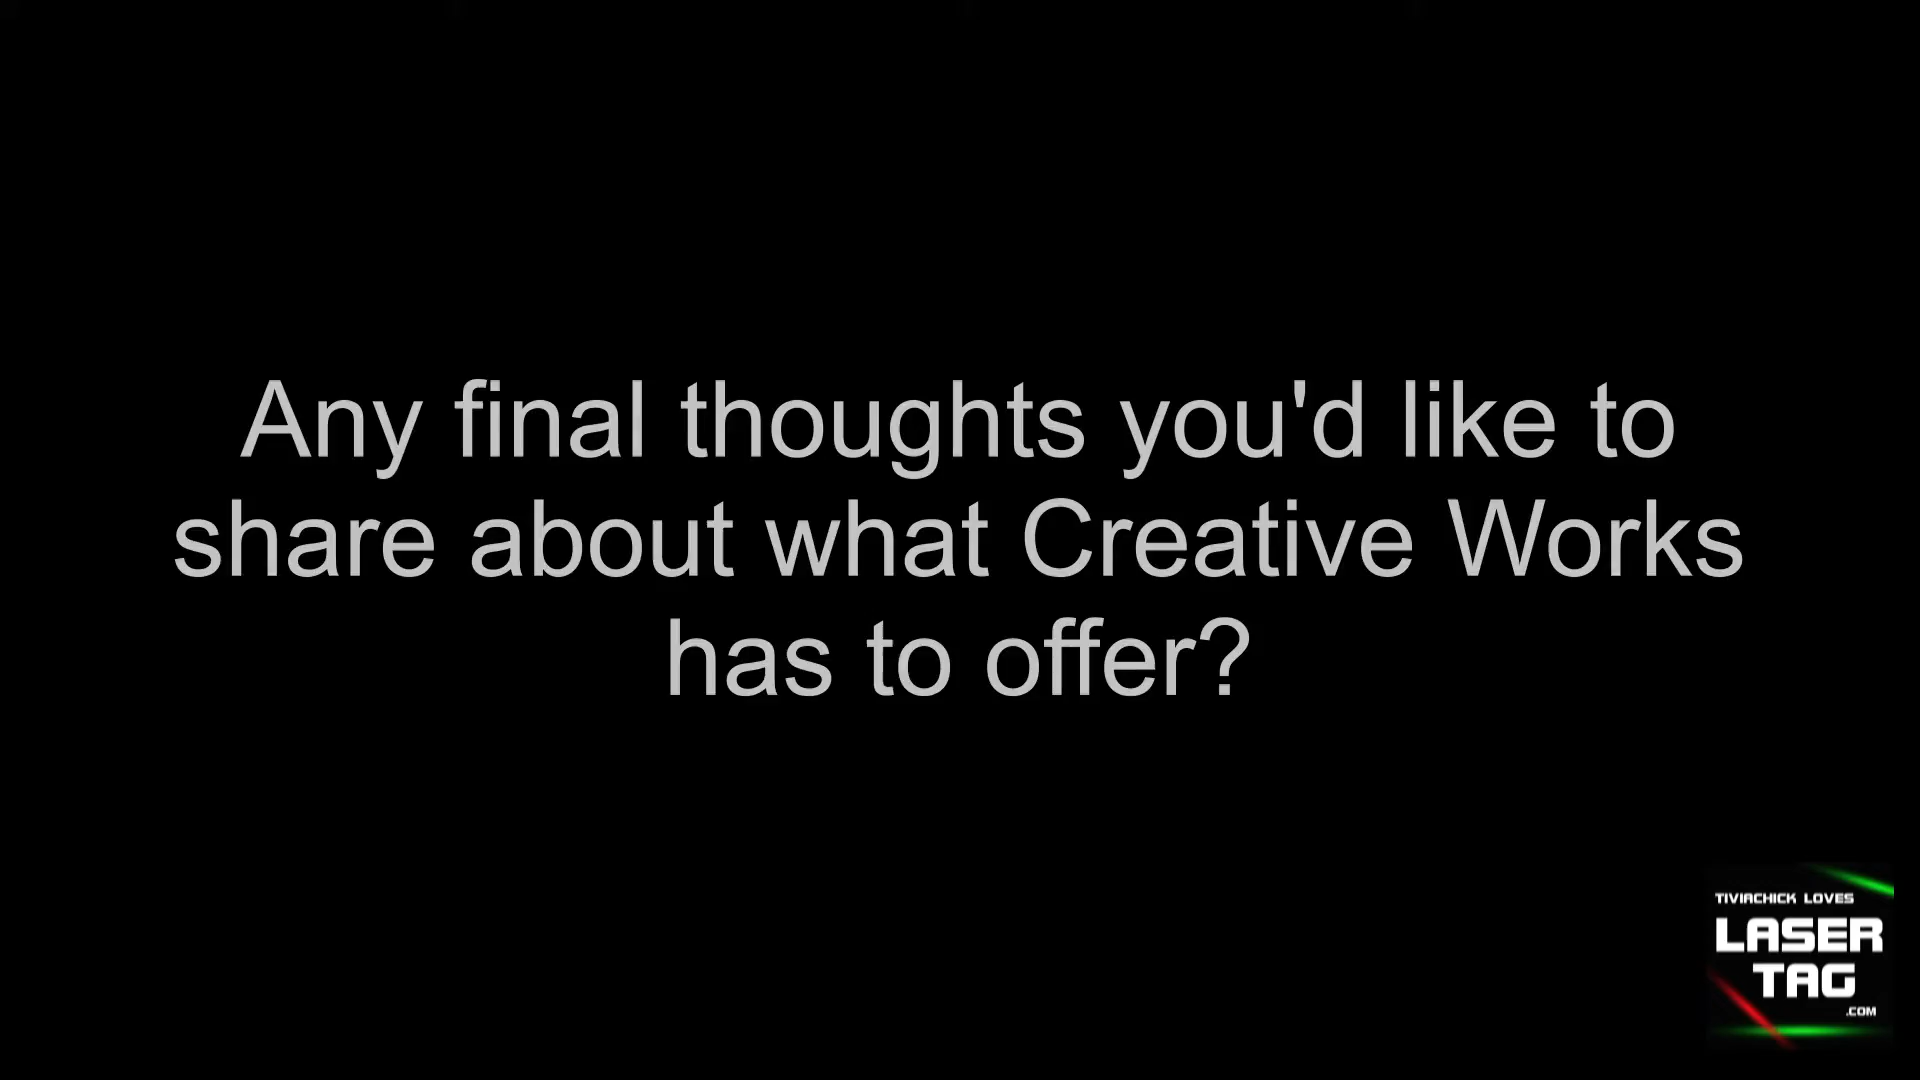 Any final thoughts you'd like to
share about what Creative Works
has to offer?
TIVIACHICK LOVES
LASER
TAG
.COM